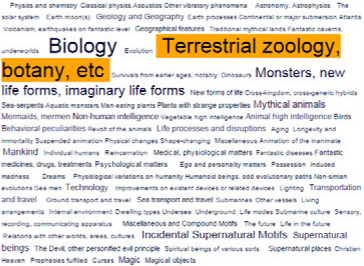 Physics and chemistry Classical physics Acoustics Other vibratory phenomena Astronomy. Astrophysics The
solar system Earth moon(s) Geology and Geography Earth processes Continental or major submersion Atlantis
Volcanism, earthquakes on fantastic level Geographical features Traditional mythical lands Fantastic caverns,
underworlds Biology Evolution Terrestrial zoology,
botany, etc Survivals from earlier ages, notably: Dinosaurs Monsters, new
life forms, imaginary life forms New forms of life Cross-kingdom, cross-generic hybrids
Sea-serpents Aquatic monsters Man-eating plants Plants with strange properties Mythical animals
Mermaids, mermen Non-human intelligence Vegetable high intelligence Animal high intelligence Birds
Behavioral peculiarities Revolt of the animals Life processes and disruptions Aging Longevity and
immortality Suspended animation Physical changes Shape-changing Miscellaneous Animation of the inanimate
Mankind Individual humans Reincarnation Medical, physiological matters Fantastic diseases Fantastic
medicines, drugs, treatments Psychological matters Ego and personality matters Possession Induced
madness Dreams Physiological variations on humanity Humanoid beings, odd evolutionary paths Non-simian
evolutions Sea men Technology Improvements on existent devices or related devices Lighting Transportation
and travel Ground transport and travel Sea transport and travel Submarines Other vessels Living
arrangements Internal environment Dwelling types Undersea Underground Life modes Submarine culture Sensory,
recording, communicating apparatus Miscellaneous and Compound Motifs The future Life in the future
Relations with other worlds, areas, cultures Incidental Supernatural Motifs Supernatural
beings The Devil, other personified evil principle Spiritual beings of various sorts Supernatural places Christian
Heaven Prophecies fulfilled Curses Magic Magical objects